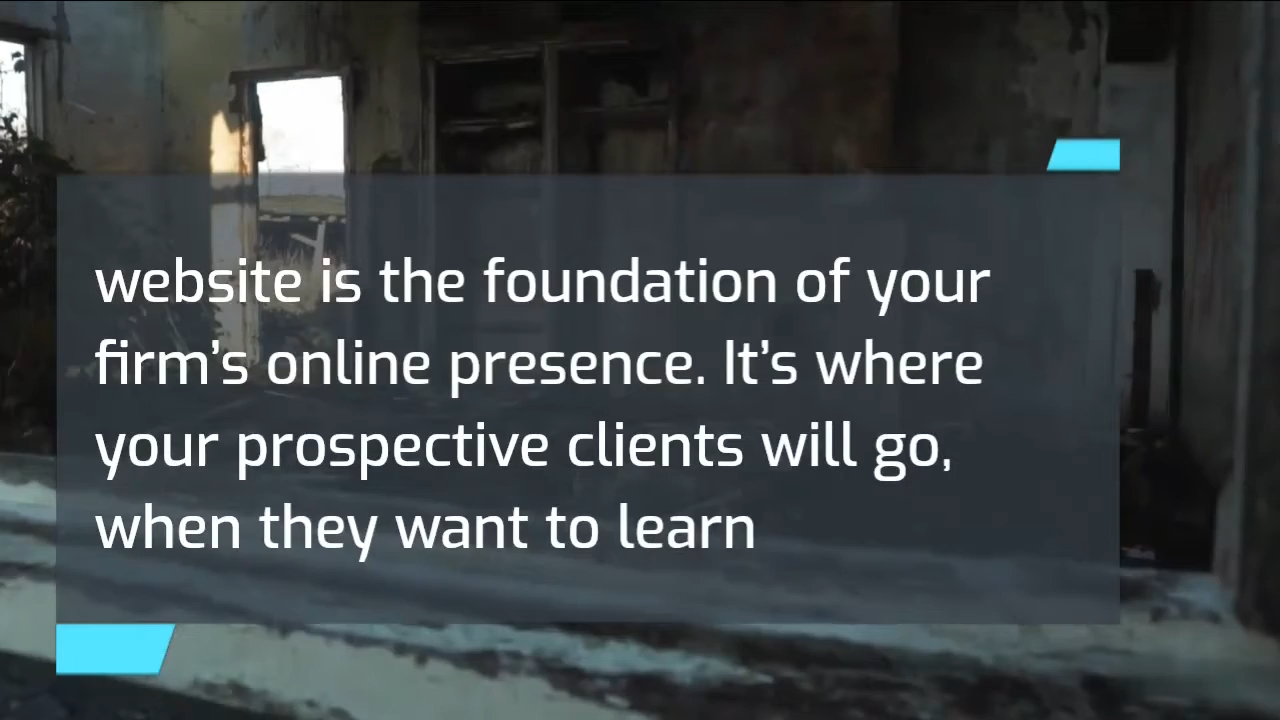 website is the foundation of your
firm’s online presence. It’s where
your prospective clients will go,
when they want to learn